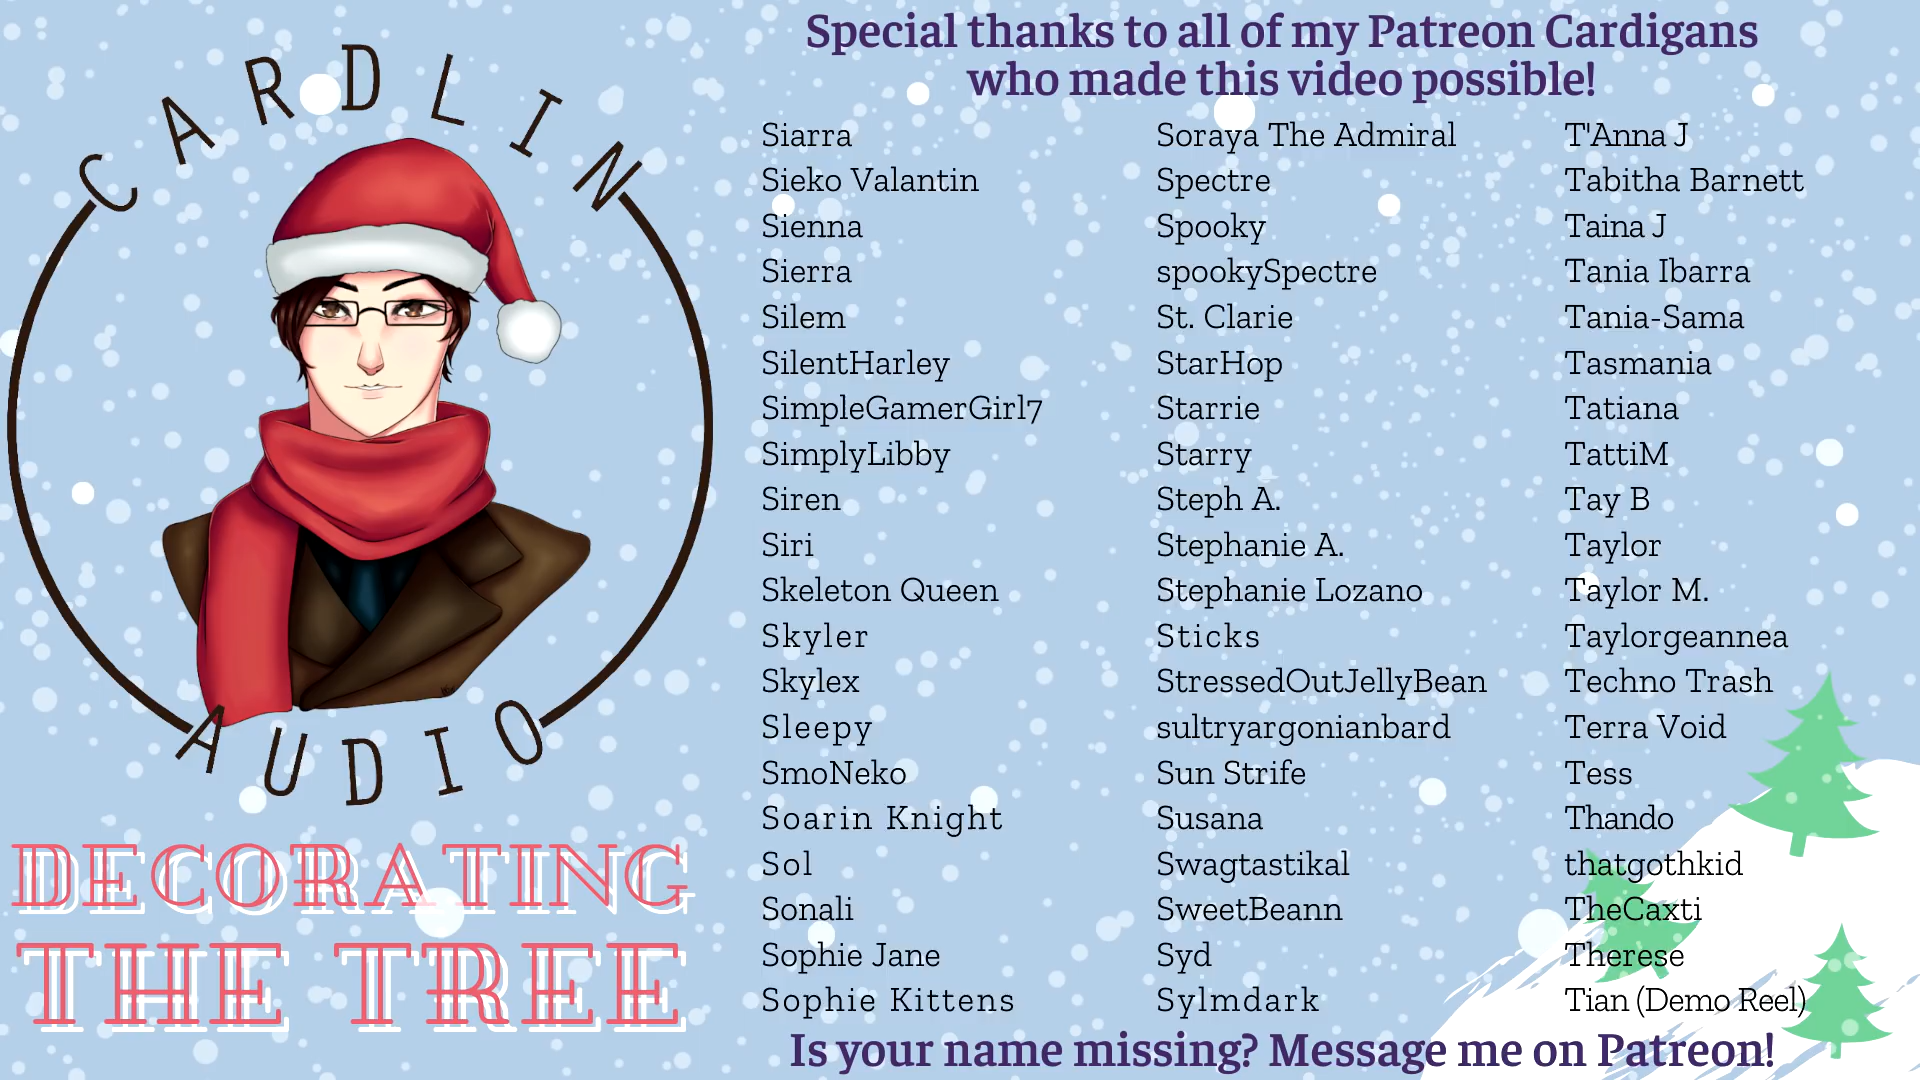 CARDLIN
AUDIO
DECORATING
THE TREE
Special thanks to all of my Patreon Cardigans
who made this video possible!
Siarra
Sieko Valantin
Sienna
Sierra
Silem
SilentHarley
SimpleGamerGirl7
SimplyLibby
Siren
Siri
Skeleton Queen
Skyler
Skylex
Sleepy
SmoNeko
Soarin Knight
Sol
Sonali
Sophie Jane
Sophie Kittens
Soraya The Admiral
Spectre
Spooky
spookySpectre
St. Clarie
StarHop
Starrie
Starry
Steph A.
Stephanie A.
Stephanie Lozano
Sticks
StressedOutJellyBean
sultryargonianbard
Sun Strife
Susana
Swagtastikal
SweetBeann
Syd
Sylmdark
T'Anna J
Tabitha Barnett
Taina J
Tania Ibarra
Tania-Sama
Tasmania
Tatiana
TattiM
Tay B
Taylor
Taylor M.
Taylorgeannea
Techno Trash
Terra Void
Tess
Thando
thatgothkid
TheCaxti
Therese
Tian (Demo Reel)
Is your name missing? Message me on Patreon!